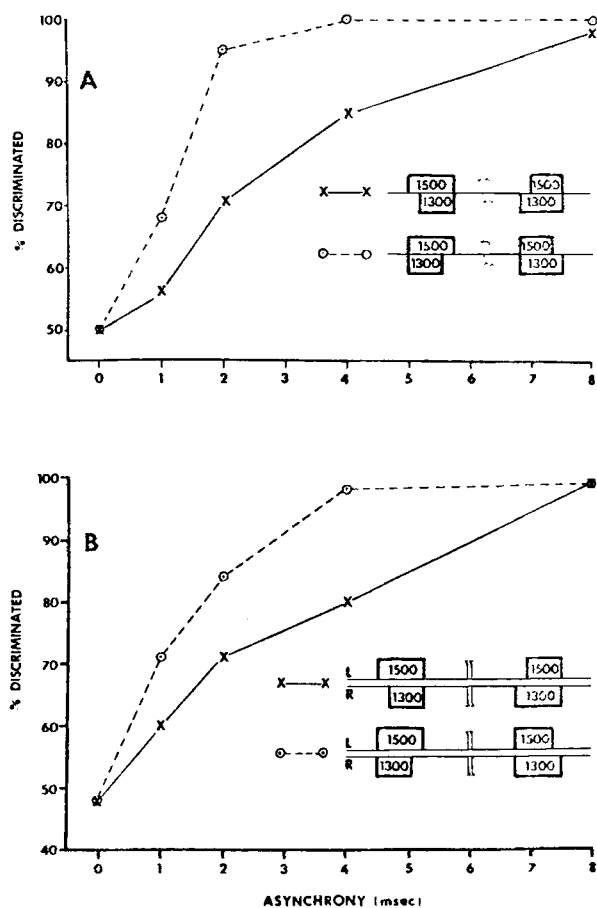 100
A
90
80
70
60
50
% DISCRIMINATED
X—X 1500 1300 1500 1300
1500 1300 1500 1300
0 1 2 3 4 5 6 7 8
100
B
90
80
70
60
50
40
% DISCRIMINATED
X—X L R 1500 1300 1500 1300
L R 1500 1300 1500 1300
0 1 2 3 4 5 6 7 8
ASYNCHRONY (msec)